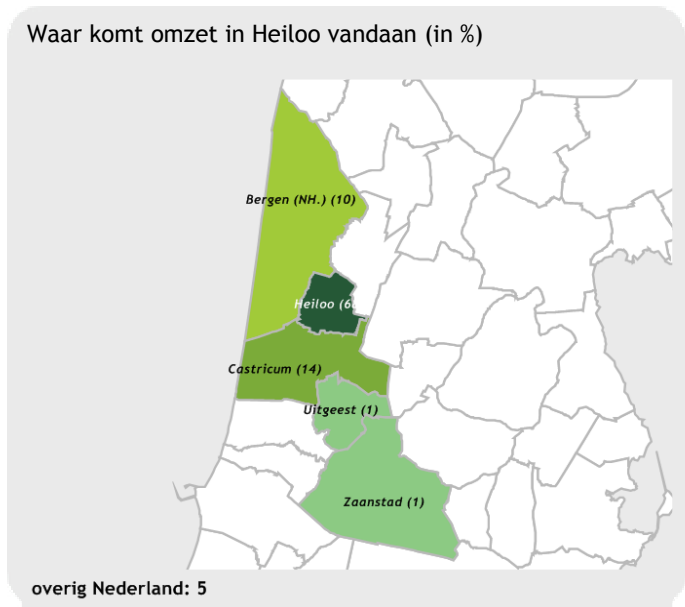 Waar komt omzet in Heiloo vandaan (in %)
Bergen (NH.) (10)
Heiloo (6
Castricum (14)
Uitgeest (1)
Zaanstad (1)
overig Nederland: 5